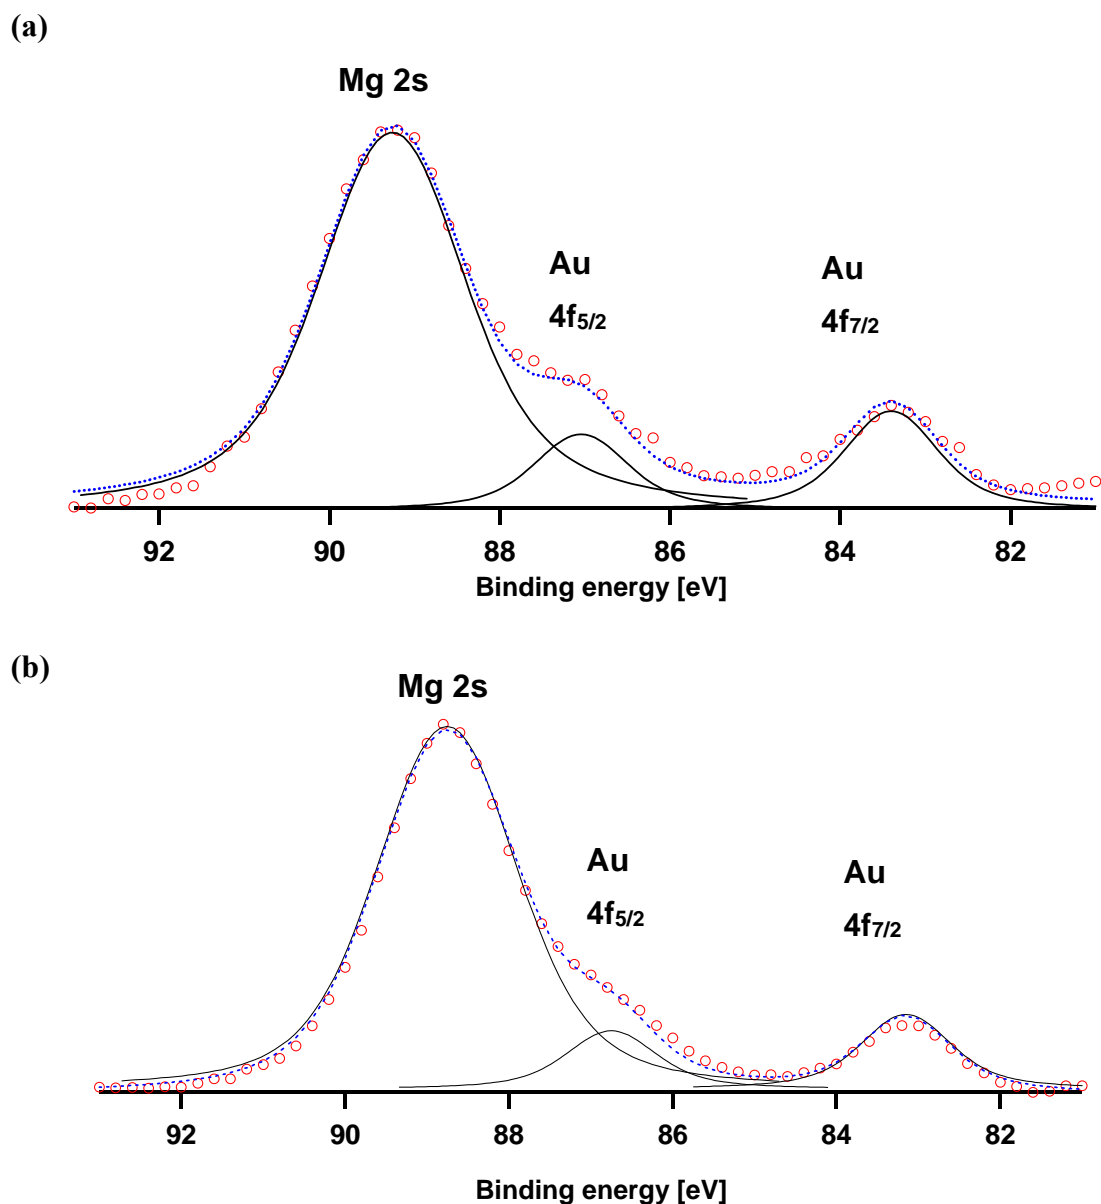 (a)
Mg 2s
Au
4f5/2
Au
4f7/2
92 90 88 86 84 82
Binding energy [eV]
(b)
Mg 2s
Au
4f5/2
Au
4f7/2
92 90 88 86 84 82
Binding energy [eV]